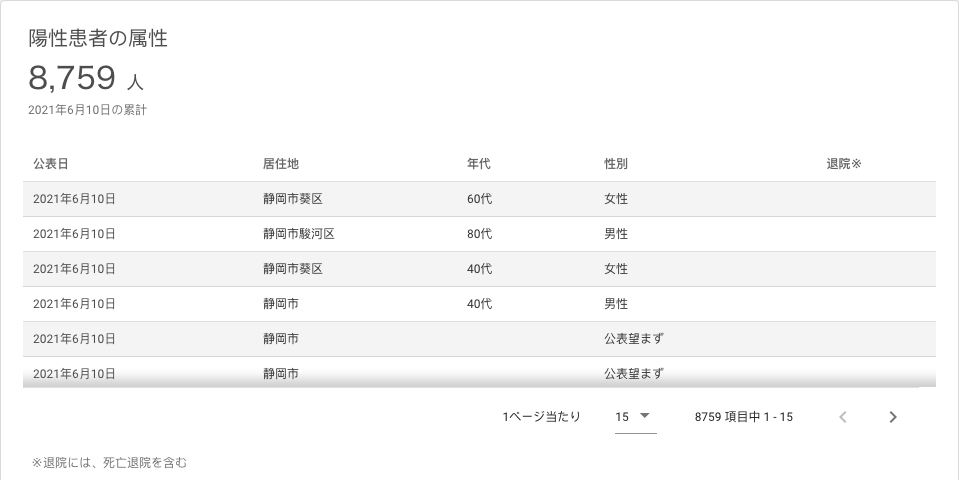 陽性患者の属性
8,759 人
2021年6月10日の累計
公表日 居住地 年代 性別 退院※
2021年6月10日 静岡市葵区 60代 女性
2021年6月10日 静岡市駿河区 80代 男性
2021年6月10日 静岡市葵区 40代 女性
2021年6月10日 静岡市 40代 男性
2021年6月10日 静岡市 公表望まず
2021年6月10日 静岡市 公表望まず
1ページ当たり 15 8759 項目中 1 - 15
※退院には、死亡退院を含む